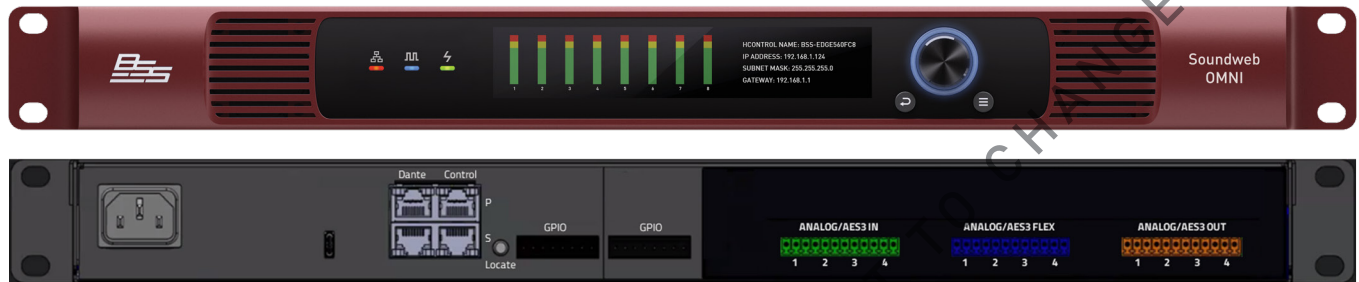 BSS
1 2 3 4 5 6 7 8
HCONTROL NAME: BSS-EDGE560FC8
IP ADDRESS: 192.168.1.124
SUBNET MASK: 255.255.255.0
GATEWAY: 192.168.1.1
Soundweb
OMNI
TO CHANGE
Dante Control
P
S
Locate
GPIO
GPIO
ANALOG/AES3 IN
1 2 3 4
ANALOG/AES3 FLEX
1 2 3 4
ANALOG/AES3 OUT
1 2 3 4